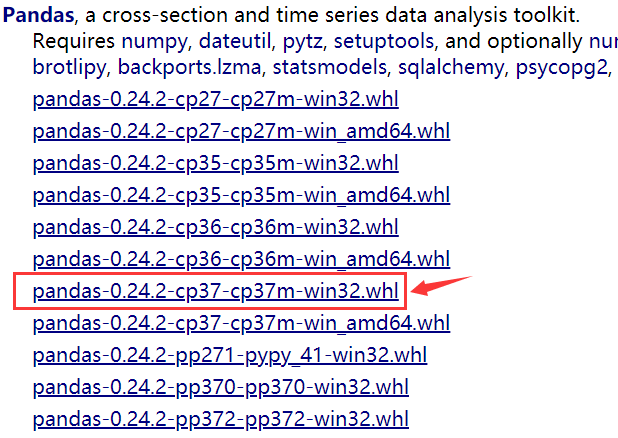 Pandas, a cross-section and time series data analysis toolkit.
Requires numpy, dateutil, pytz, setuptools, and optionally
brotlipy, backports.lzma, statsmodels, sqlalchemy, psycopg2,
pandas-0.24.2-cp27-cp27m-win32.whl
pandas-0.24.2-cp27-cp27m-win_amd64.whl
pandas-0.24.2-cp35-cp35m-win32.whl
pandas-0.24.2-cp35-cp35m-win_amd64.whl
pandas-0.24.2-cp36-cp36m-win32.whl
pandas-0.24.2-cp36-cp36m-win_amd64.whl
pandas-0.24.2-cp37-cp37m-win32.whl
pandas-0.24.2-cp37-cp37m-win_amd64.whl
pandas-0.24.2-pp271-pypy_41-win32.whl
pandas-0.24.2-pp370-pp370-win32.whl
pandas-0.24.2-pp372-pp372-win32.whl